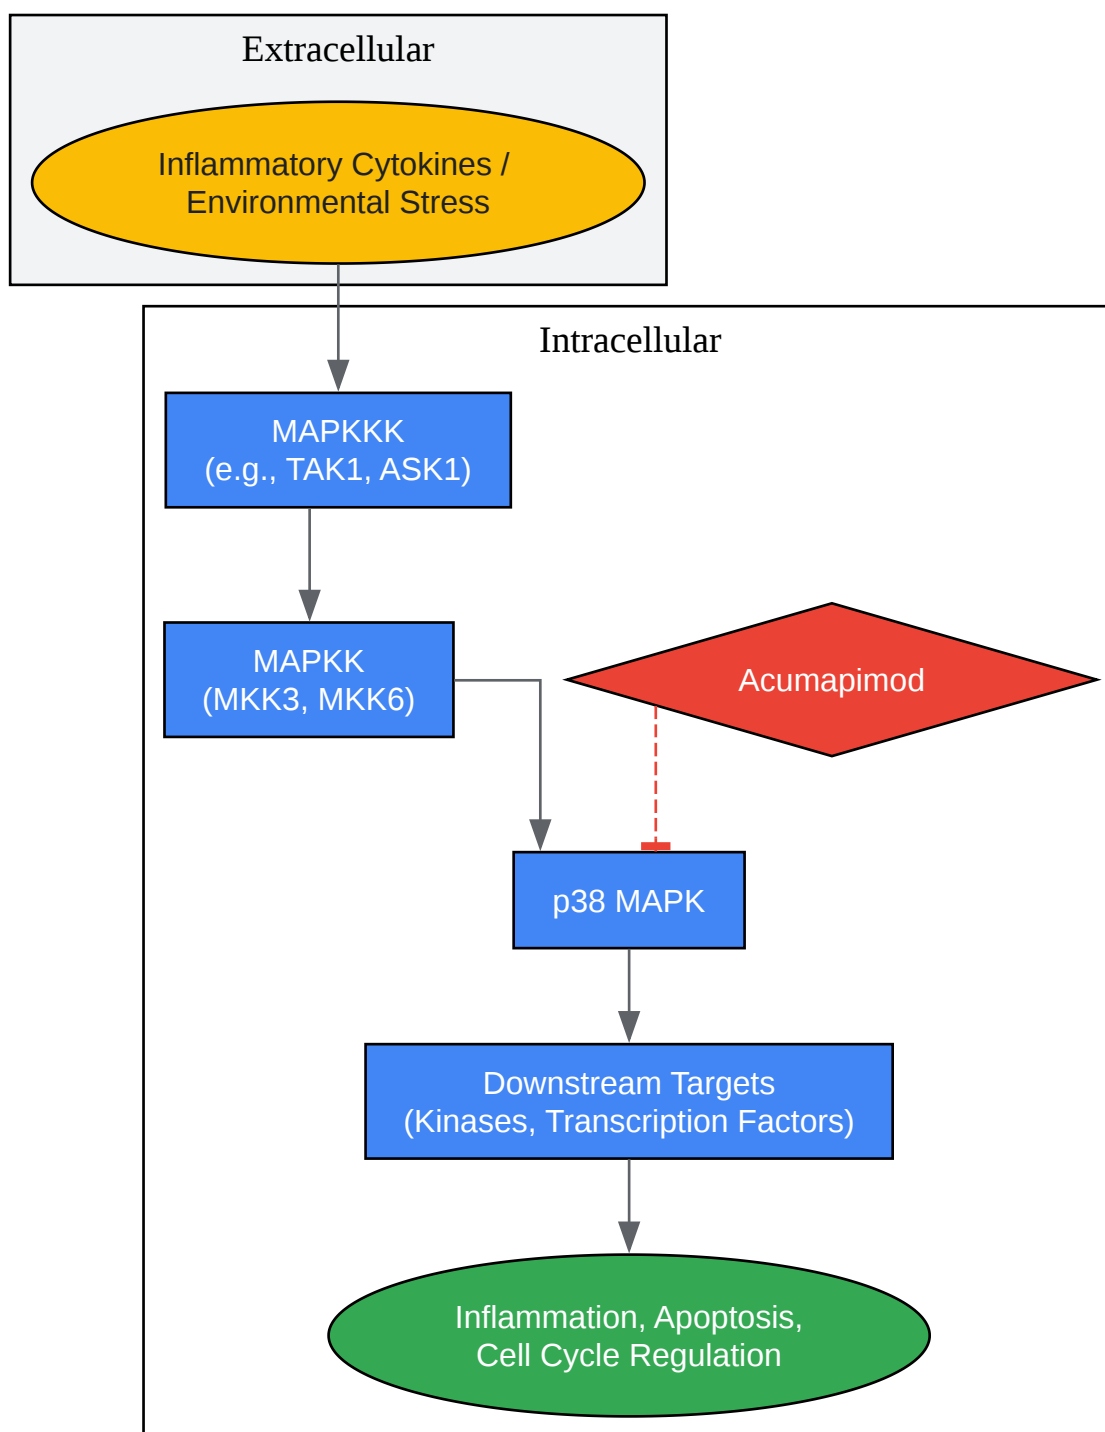 Extracellular
Inflammatory Cytokines /
Environmental Stress
Intracellular
MAPKKK
(e.g., TAK1, ASK1)
MAPKK
(MKK3, MKK6)
Acumapimod
p38 MAPK
Downstream Targets
(Kinases, Transcription Factors)
Inflammation, Apoptosis,
Cell Cycle Regulation